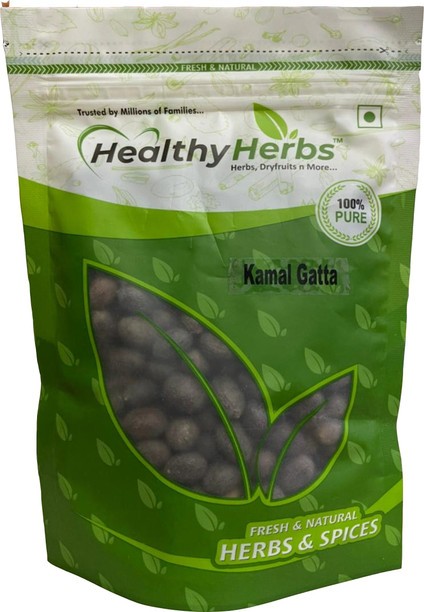 FRESH & NATURAL
Trusted by Millions of Families...
HealthyHerbs™
Herbs, Dryfruits n More...
100%
PURE
Kamal Gatta
FRESH & NATURAL
HERBS & SPICES